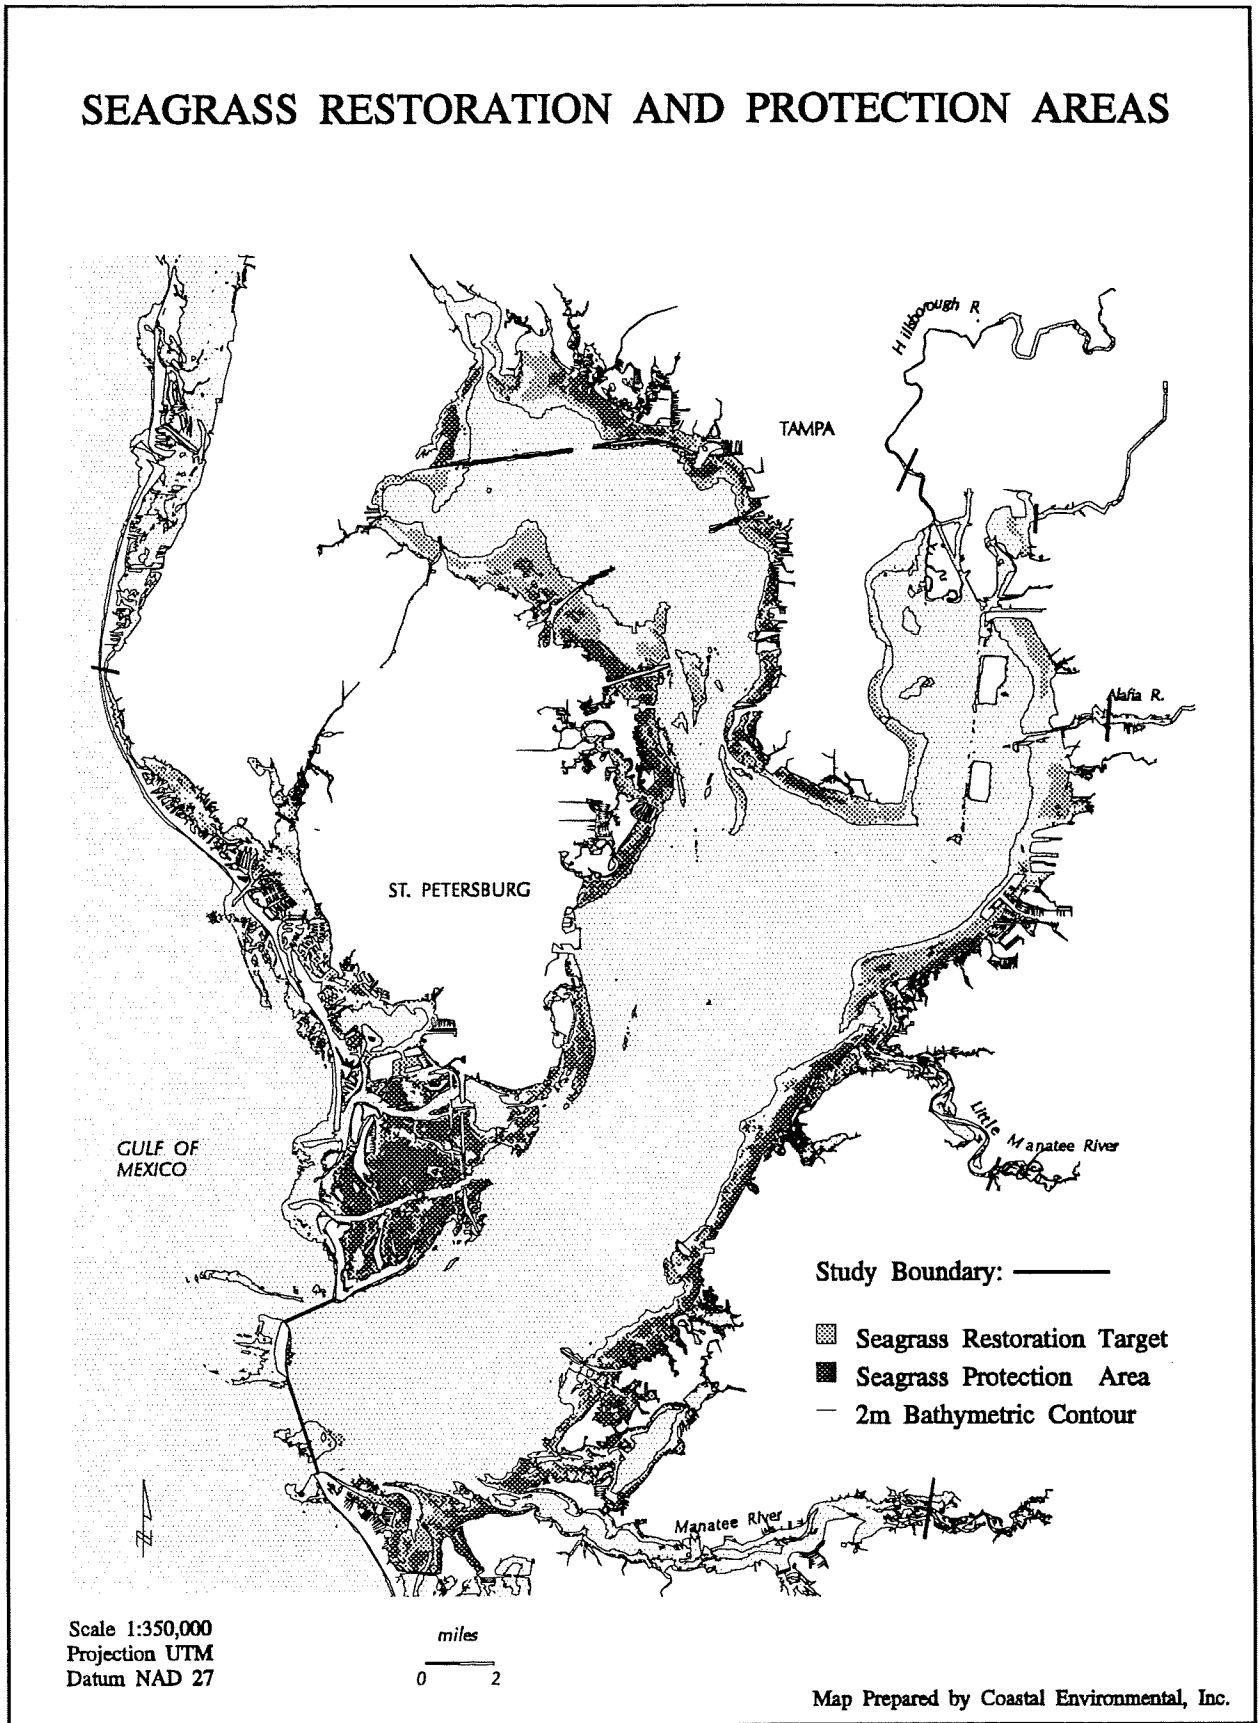 SEAGRASS RESTORATION AND PROTECTION AREAS
Hillsborough R.
TAMPA
Alafia R.
ST. PETERSBURG
GULF OF
MEXICO
Little Manatee River
Study Boundary:
Seagrass Restoration Target
Seagrass Protection Area
2m Bathymetric Contour
N
Manatee River
Scale 1:350,000
Projection UTM
Datum NAD 27
miles
0 2
Map Prepared by Coastal Environmental, Inc.